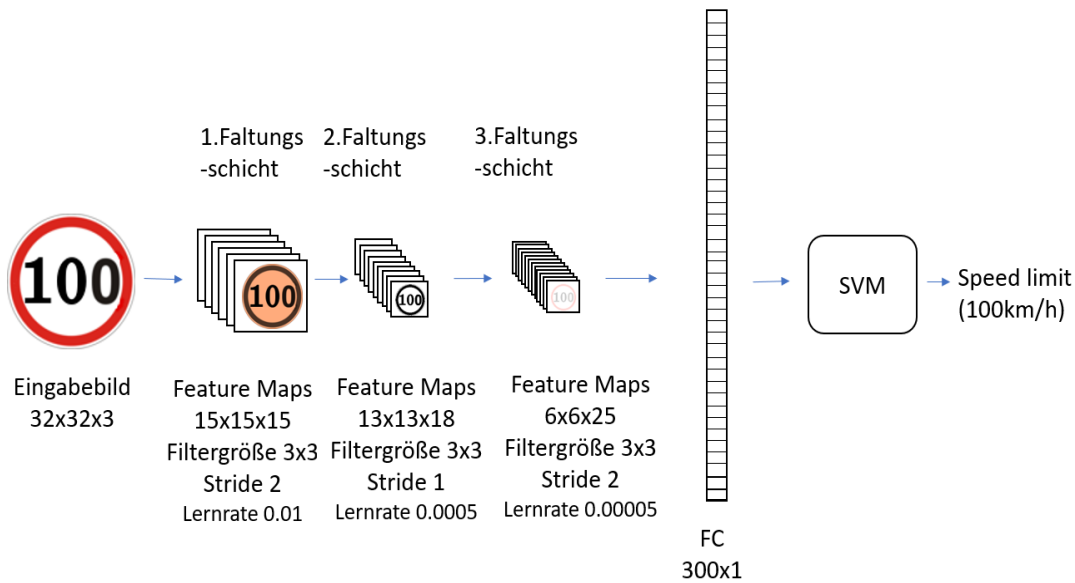 1.Faltungs
-schicht
2.Faltungs
-schicht
3.Faltungs
-schicht
100
100
100
100
SVM
Speed limit
(100km/h)
Eingabebild
32x32x3
Feature Maps
15x15x15
Filtergröße 3x3
Stride 2
Lernrate 0.01
Feature Maps
13x13x18
Filtergröße 3x3
Stride 1
Lernrate 0.0005
Feature Maps
6x6x25
Filtergröße 3x3
Stride 2
Lernrate 0.00005
FC
300x1